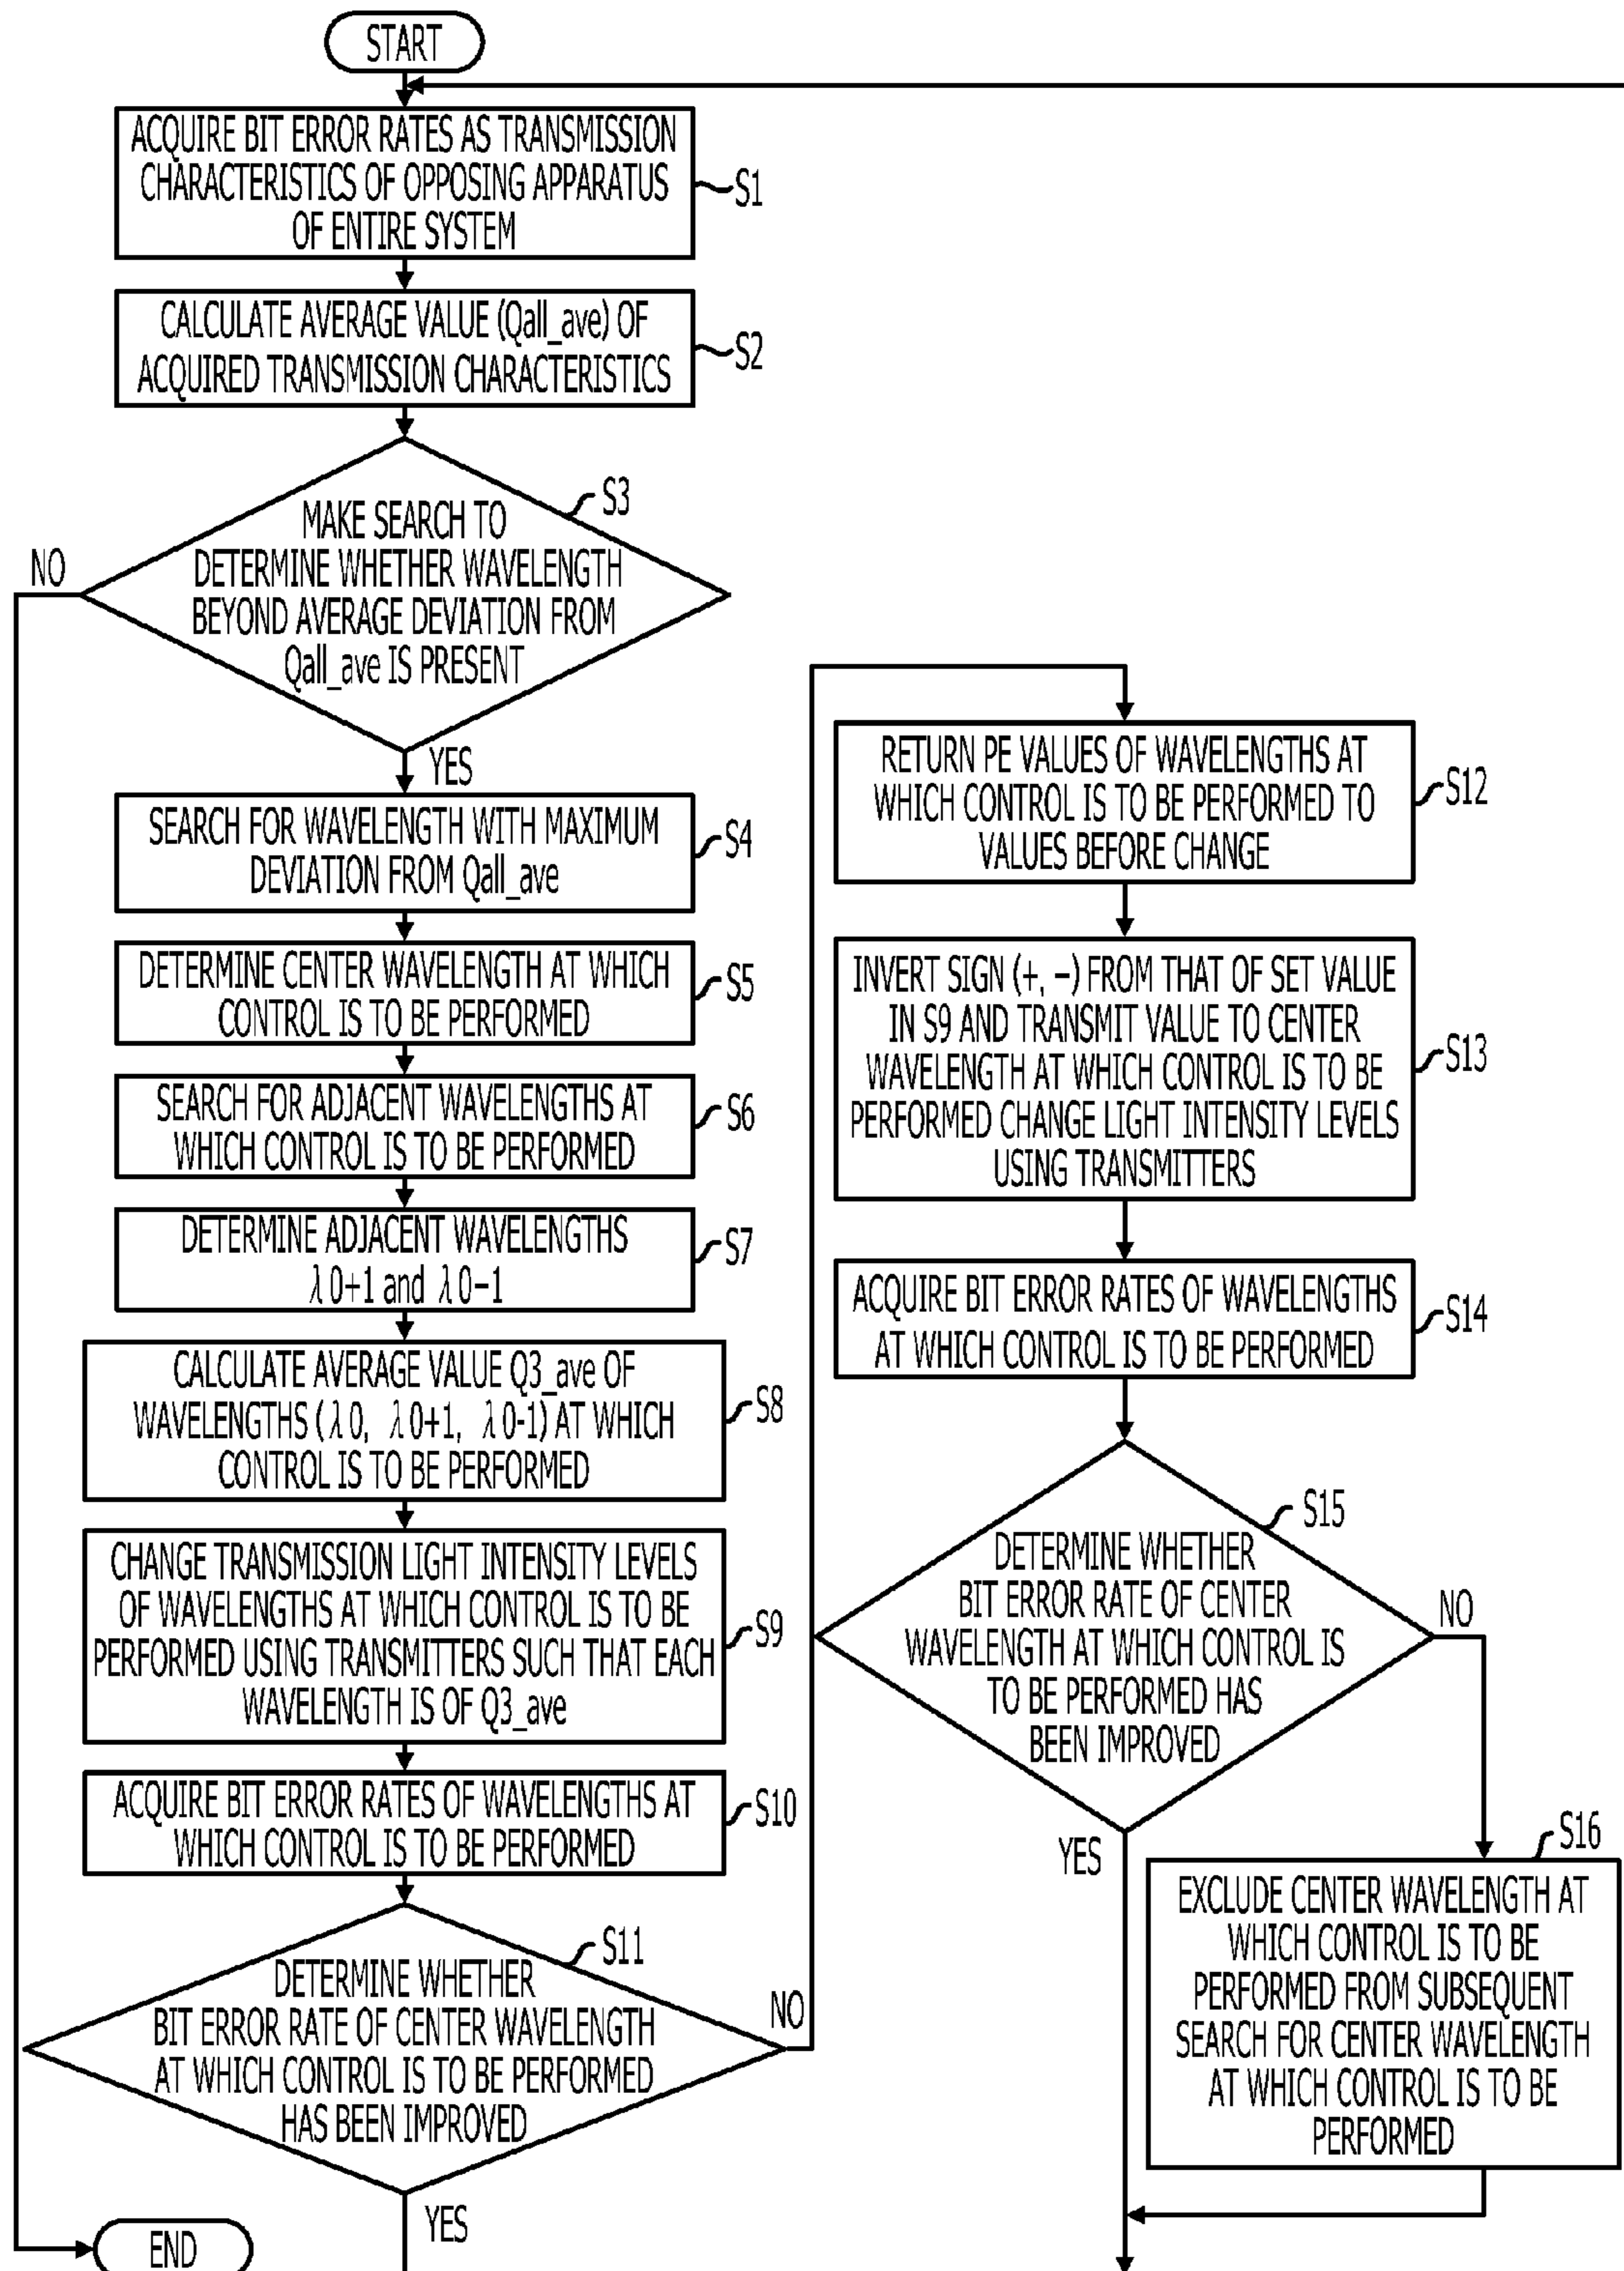 START
ACQUIRE BIT ERROR RATES AS TRANSMISSION
CHARACTERISTICS OF OPPOSING APPARATUS
OF ENTIRE SYSTEM
S1
CALCULATE AVERAGE VALUE (Qall_ave) OF
ACQUIRED TRANSMISSION CHARACTERISTICS
S2
MAKE SEARCH TO
DETERMINE WHETHER WAVELENGTH
BEYOND AVERAGE DEVIATION FROM
Qall_ave IS PRESENT
S3
NO
YES
SEARCH FOR WAVELENGTH WITH MAXIMUM
DEVIATION FROM Qall_ave
S4
DETERMINE CENTER WAVELENGTH AT WHICH
CONTROL IS TO BE PERFORMED
S5
SEARCH FOR ADJACENT WAVELENGTHS AT
WHICH CONTROL IS TO BE PERFORMED
S6
DETERMINE ADJACENT WAVELENGTHS
λ0+1 and λ0−1
S7
CALCULATE AVERAGE VALUE Q3_ave OF
WAVELENGTHS (λ0, λ0+1, λ0-1) AT WHICH
CONTROL IS TO BE PERFORMED
S8
CHANGE TRANSMISSION LIGHT INTENSITY LEVELS
OF WAVELENGTHS AT WHICH CONTROL IS TO BE
PERFORMED USING TRANSMITTERS SUCH THAT EACH
WAVELENGTH IS OF Q3_ave
S9
ACQUIRE BIT ERROR RATES OF WAVELENGTHS AT
WHICH CONTROL IS TO BE PERFORMED
S10
DETERMINE WHETHER
BIT ERROR RATE OF CENTER WAVELENGTH
AT WHICH CONTROL IS TO BE PERFORMED
HAS BEEN IMPROVED
S11
NO
YES
END
RETURN PE VALUES OF WAVELENGTHS AT
WHICH CONTROL IS TO BE PERFORMED TO
VALUES BEFORE CHANGE
S12
INVERT SIGN (+, −) FROM THAT OF SET VALUE
IN S9 AND TRANSMIT VALUE TO CENTER
WAVELENGTH AT WHICH CONTROL IS TO BE
PERFORMED CHANGE LIGHT INTENSITY LEVELS
USING TRANSMITTERS
S13
ACQUIRE BIT ERROR RATES OF WAVELENGTHS
AT WHICH CONTROL IS TO BE PERFORMED
S14
DETERMINE WHETHER
BIT ERROR RATE OF CENTER
WAVELENGTH AT WHICH CONTROL IS
TO BE PERFORMED HAS
BEEN IMPROVED
S15
NO
YES
EXCLUDE CENTER WAVELENGTH AT
WHICH CONTROL IS TO BE
PERFORMED FROM SUBSEQUENT
SEARCH FOR CENTER WAVELENGTH
AT WHICH CONTROL IS TO BE
PERFORMED
S16